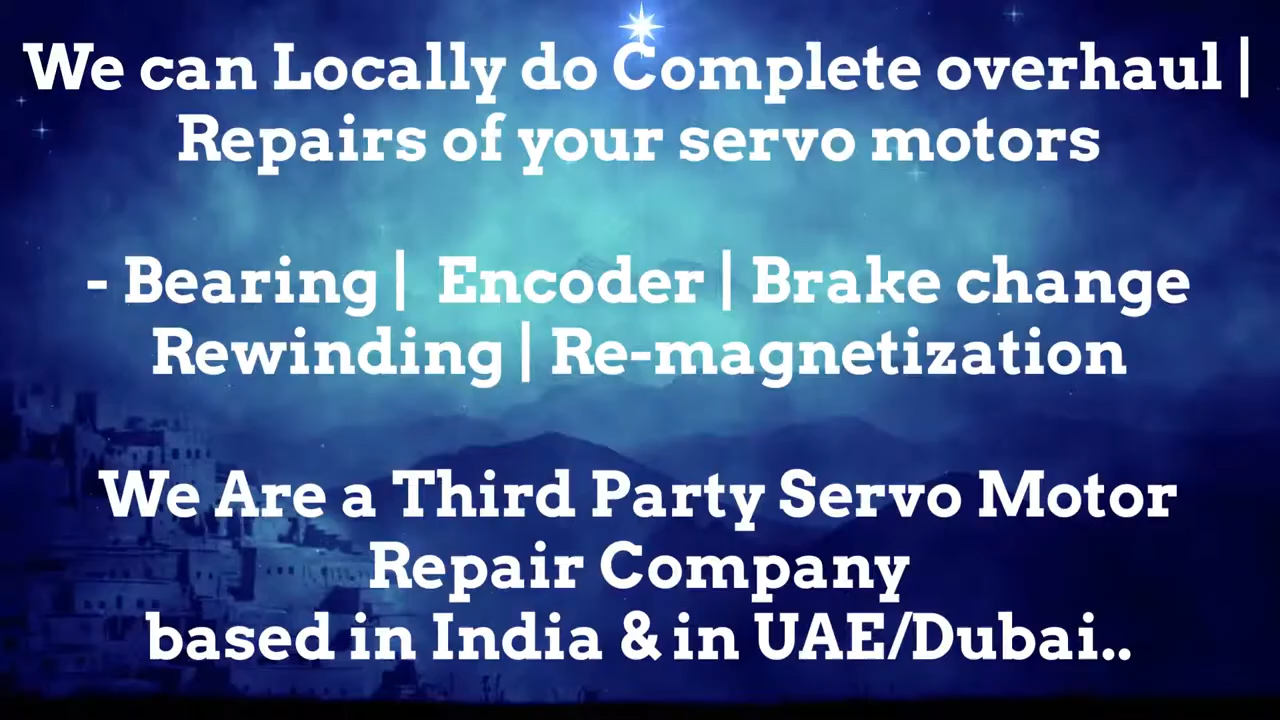 We can Locally do Complete overhaul |
Repairs of your servo motors
- Bearing | Encoder | Brake change
Rewinding | Re-magnetization
We Are a Third Party Servo Motor
Repair Company
based in India & in UAE/Dubai..